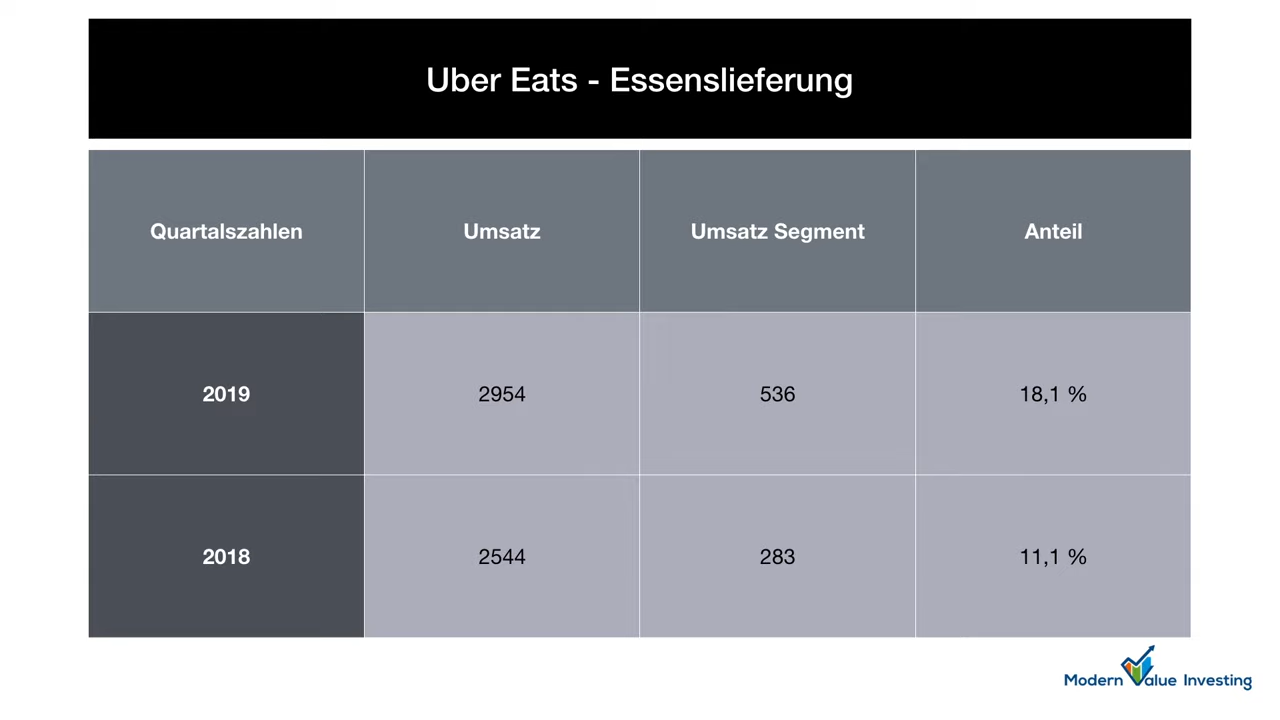 Uber Eats - Essenslieferung
Quartalszahlen Umsatz Umsatz Segment Anteil
2019 2954 536 18,1 %
2018 2544 283 11,1 %
Modern Value Investing